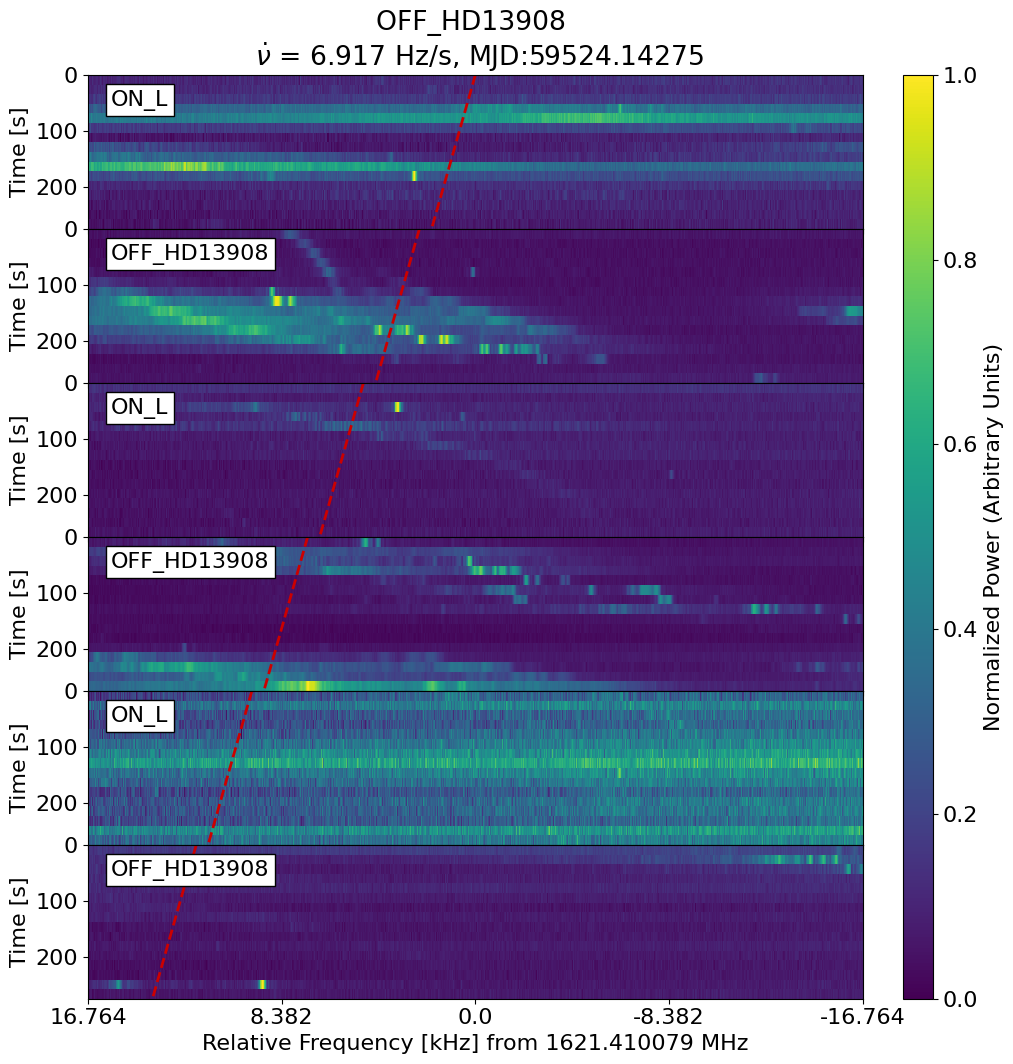 OFF_HD13908
ν̇ = 6.917 Hz/s, MJD:59524.14275
0
ON_L
100
Time [s]
200
0
OFF_HD13908
100
Time [s]
200
0
ON_L
100
Time [s]
200
0
OFF_HD13908
100
Time [s]
200
0
ON_L
100
Time [s]
200
0
OFF_HD13908
100
Time [s]
200
16.764 8.382 0.0 -8.382 -16.764
Relative Frequency [kHz] from 1621.410079 MHz
1.0
0.8
0.6
0.4
0.2
0.0
Normalized Power (Arbitrary Units)